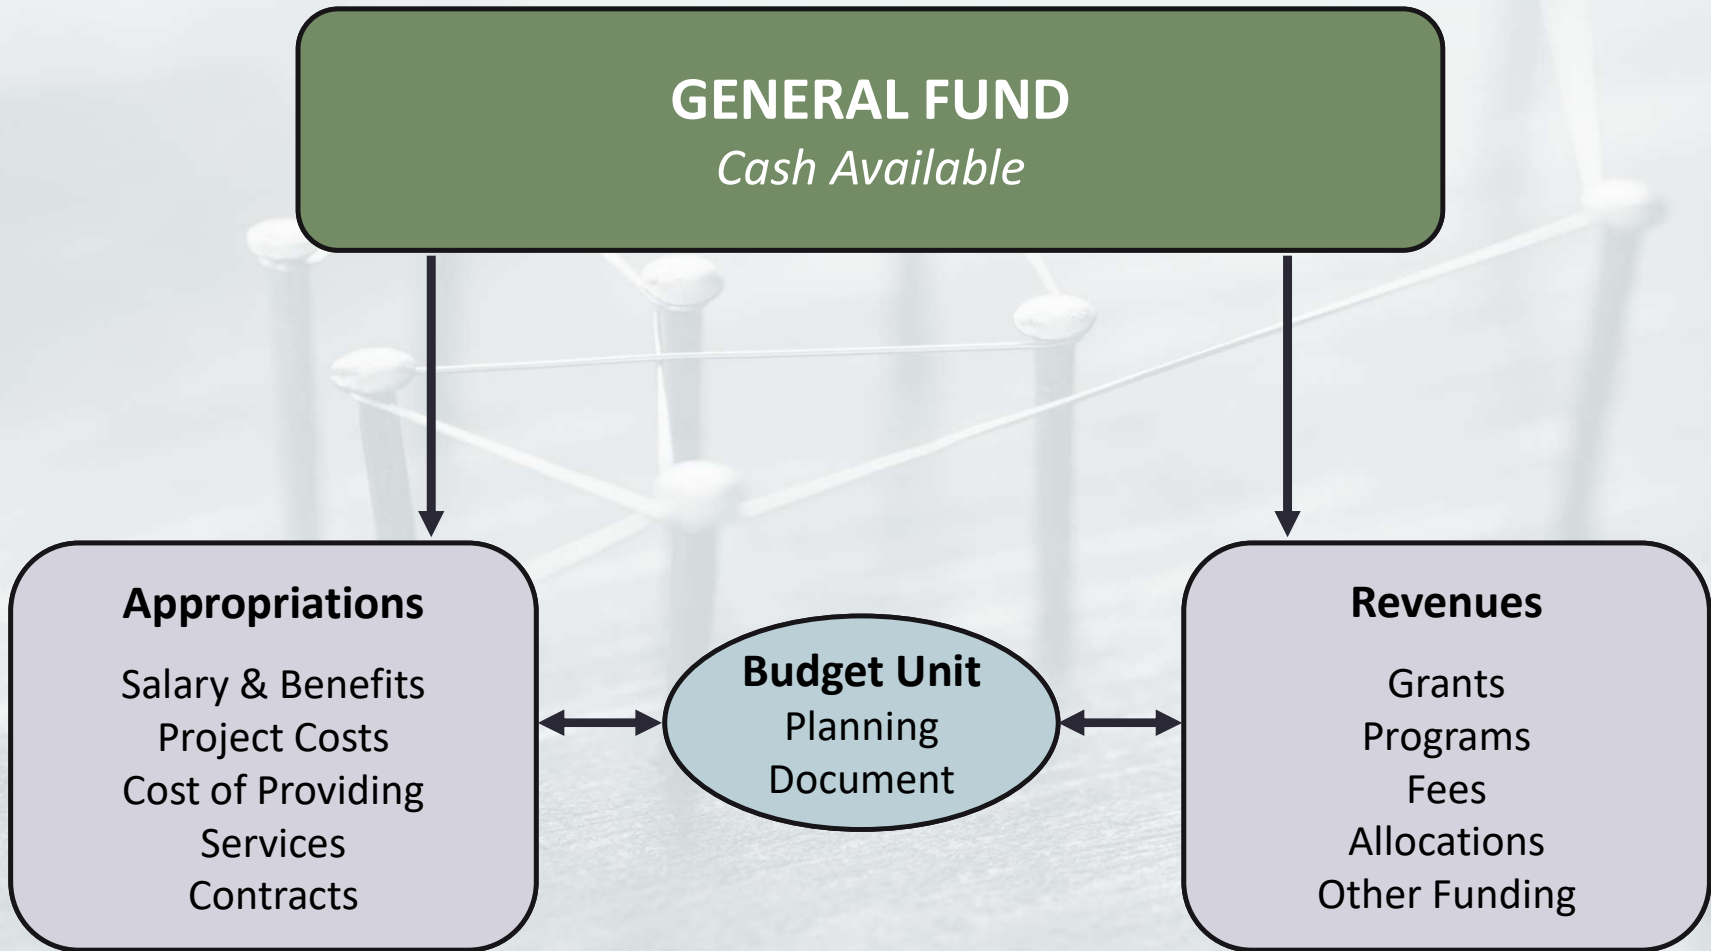 GENERAL FUND
Cash Available
Appropriations
Salary & Benefits
Project Costs
Cost of Providing
Services
Contracts
Budget Unit
Planning
Document
Revenues
Grants
Programs
Fees
Allocations
Other Funding